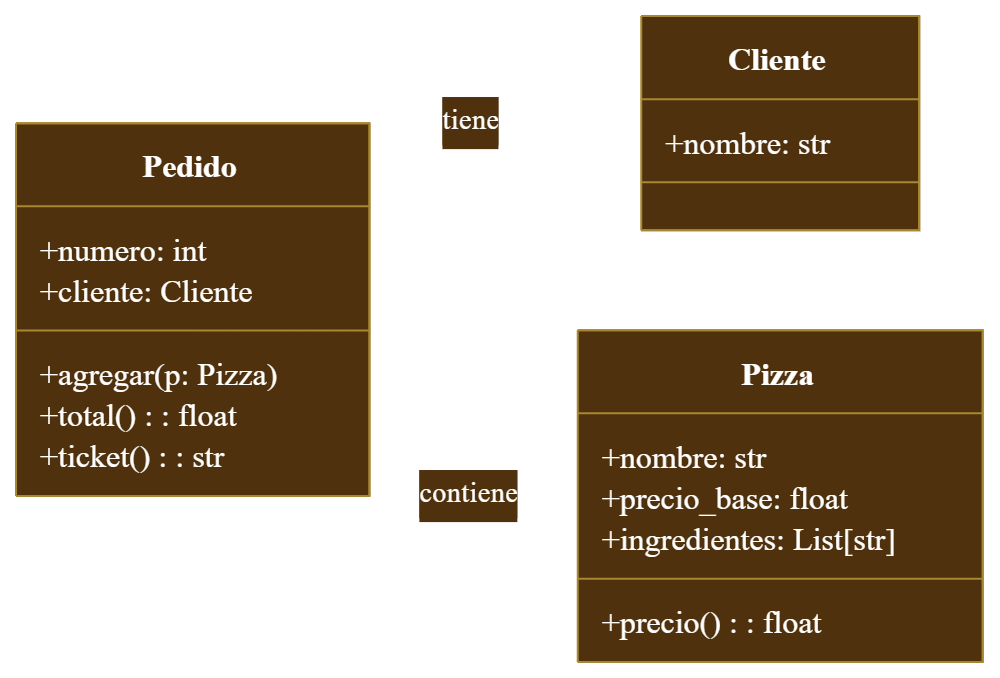 Pedido
+numero: int
+cliente: Cliente
+agregar(p: Pizza)
+total() : : float
+ticket() : : str
tiene
contiene
Cliente
+nombre: str
Pizza
+nombre: str
+precio_base: float
+ingredientes: List[str]
+precio() : : float